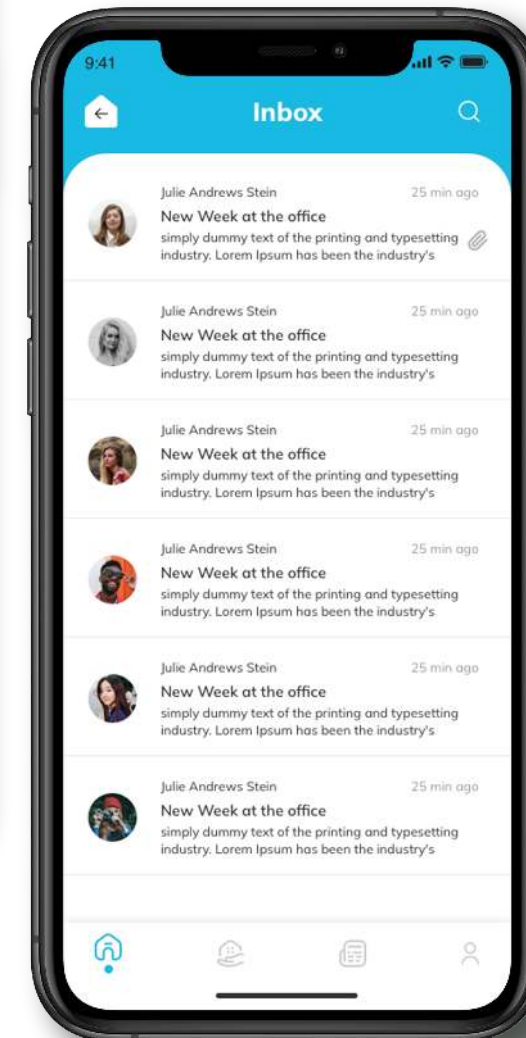 9:41
Inbox
Julie Andrews Stein 25 min ago
New Week at the office
simply dummy text of the printing and typesetting
industry. Lorem Ipsum has been the industry's
Julie Andrews Stein 25 min ago
New Week at the office
simply dummy text of the printing and typesetting
industry. Lorem Ipsum has been the industry's
Julie Andrews Stein 25 min ago
New Week at the office
simply dummy text of the printing and typesetting
industry. Lorem Ipsum has been the industry's
Julie Andrews Stein 25 min ago
New Week at the office
simply dummy text of the printing and typesetting
industry. Lorem Ipsum has been the industry's
Julie Andrews Stein 25 min ago
New Week at the office
simply dummy text of the printing and typesetting
industry. Lorem Ipsum has been the industry's
Julie Andrews Stein 25 min ago
New Week at the office
simply dummy text of the printing and typesetting
industry. Lorem Ipsum has been the industry's